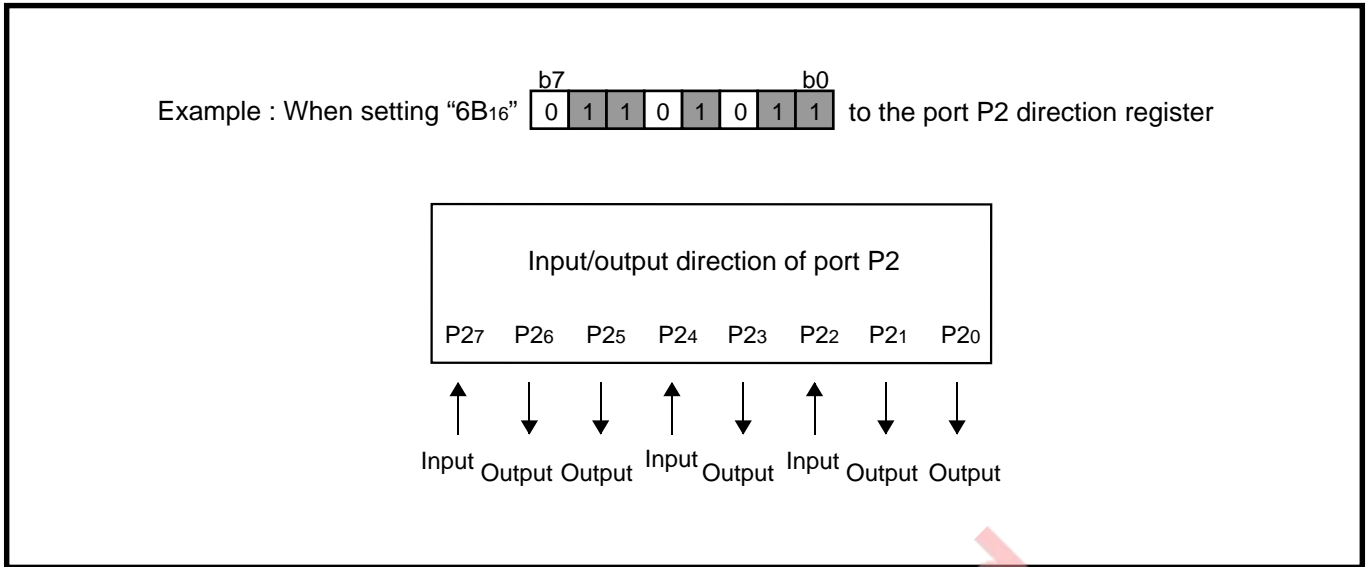 b7 b0
Example : When setting “6B16” 0 1 1 0 1 0 1 1 to the port P2 direction register
Input/output direction of port P2
P27 P26 P25 P24 P23 P22 P21 P20
Input Output Output Input Output Input Output Output